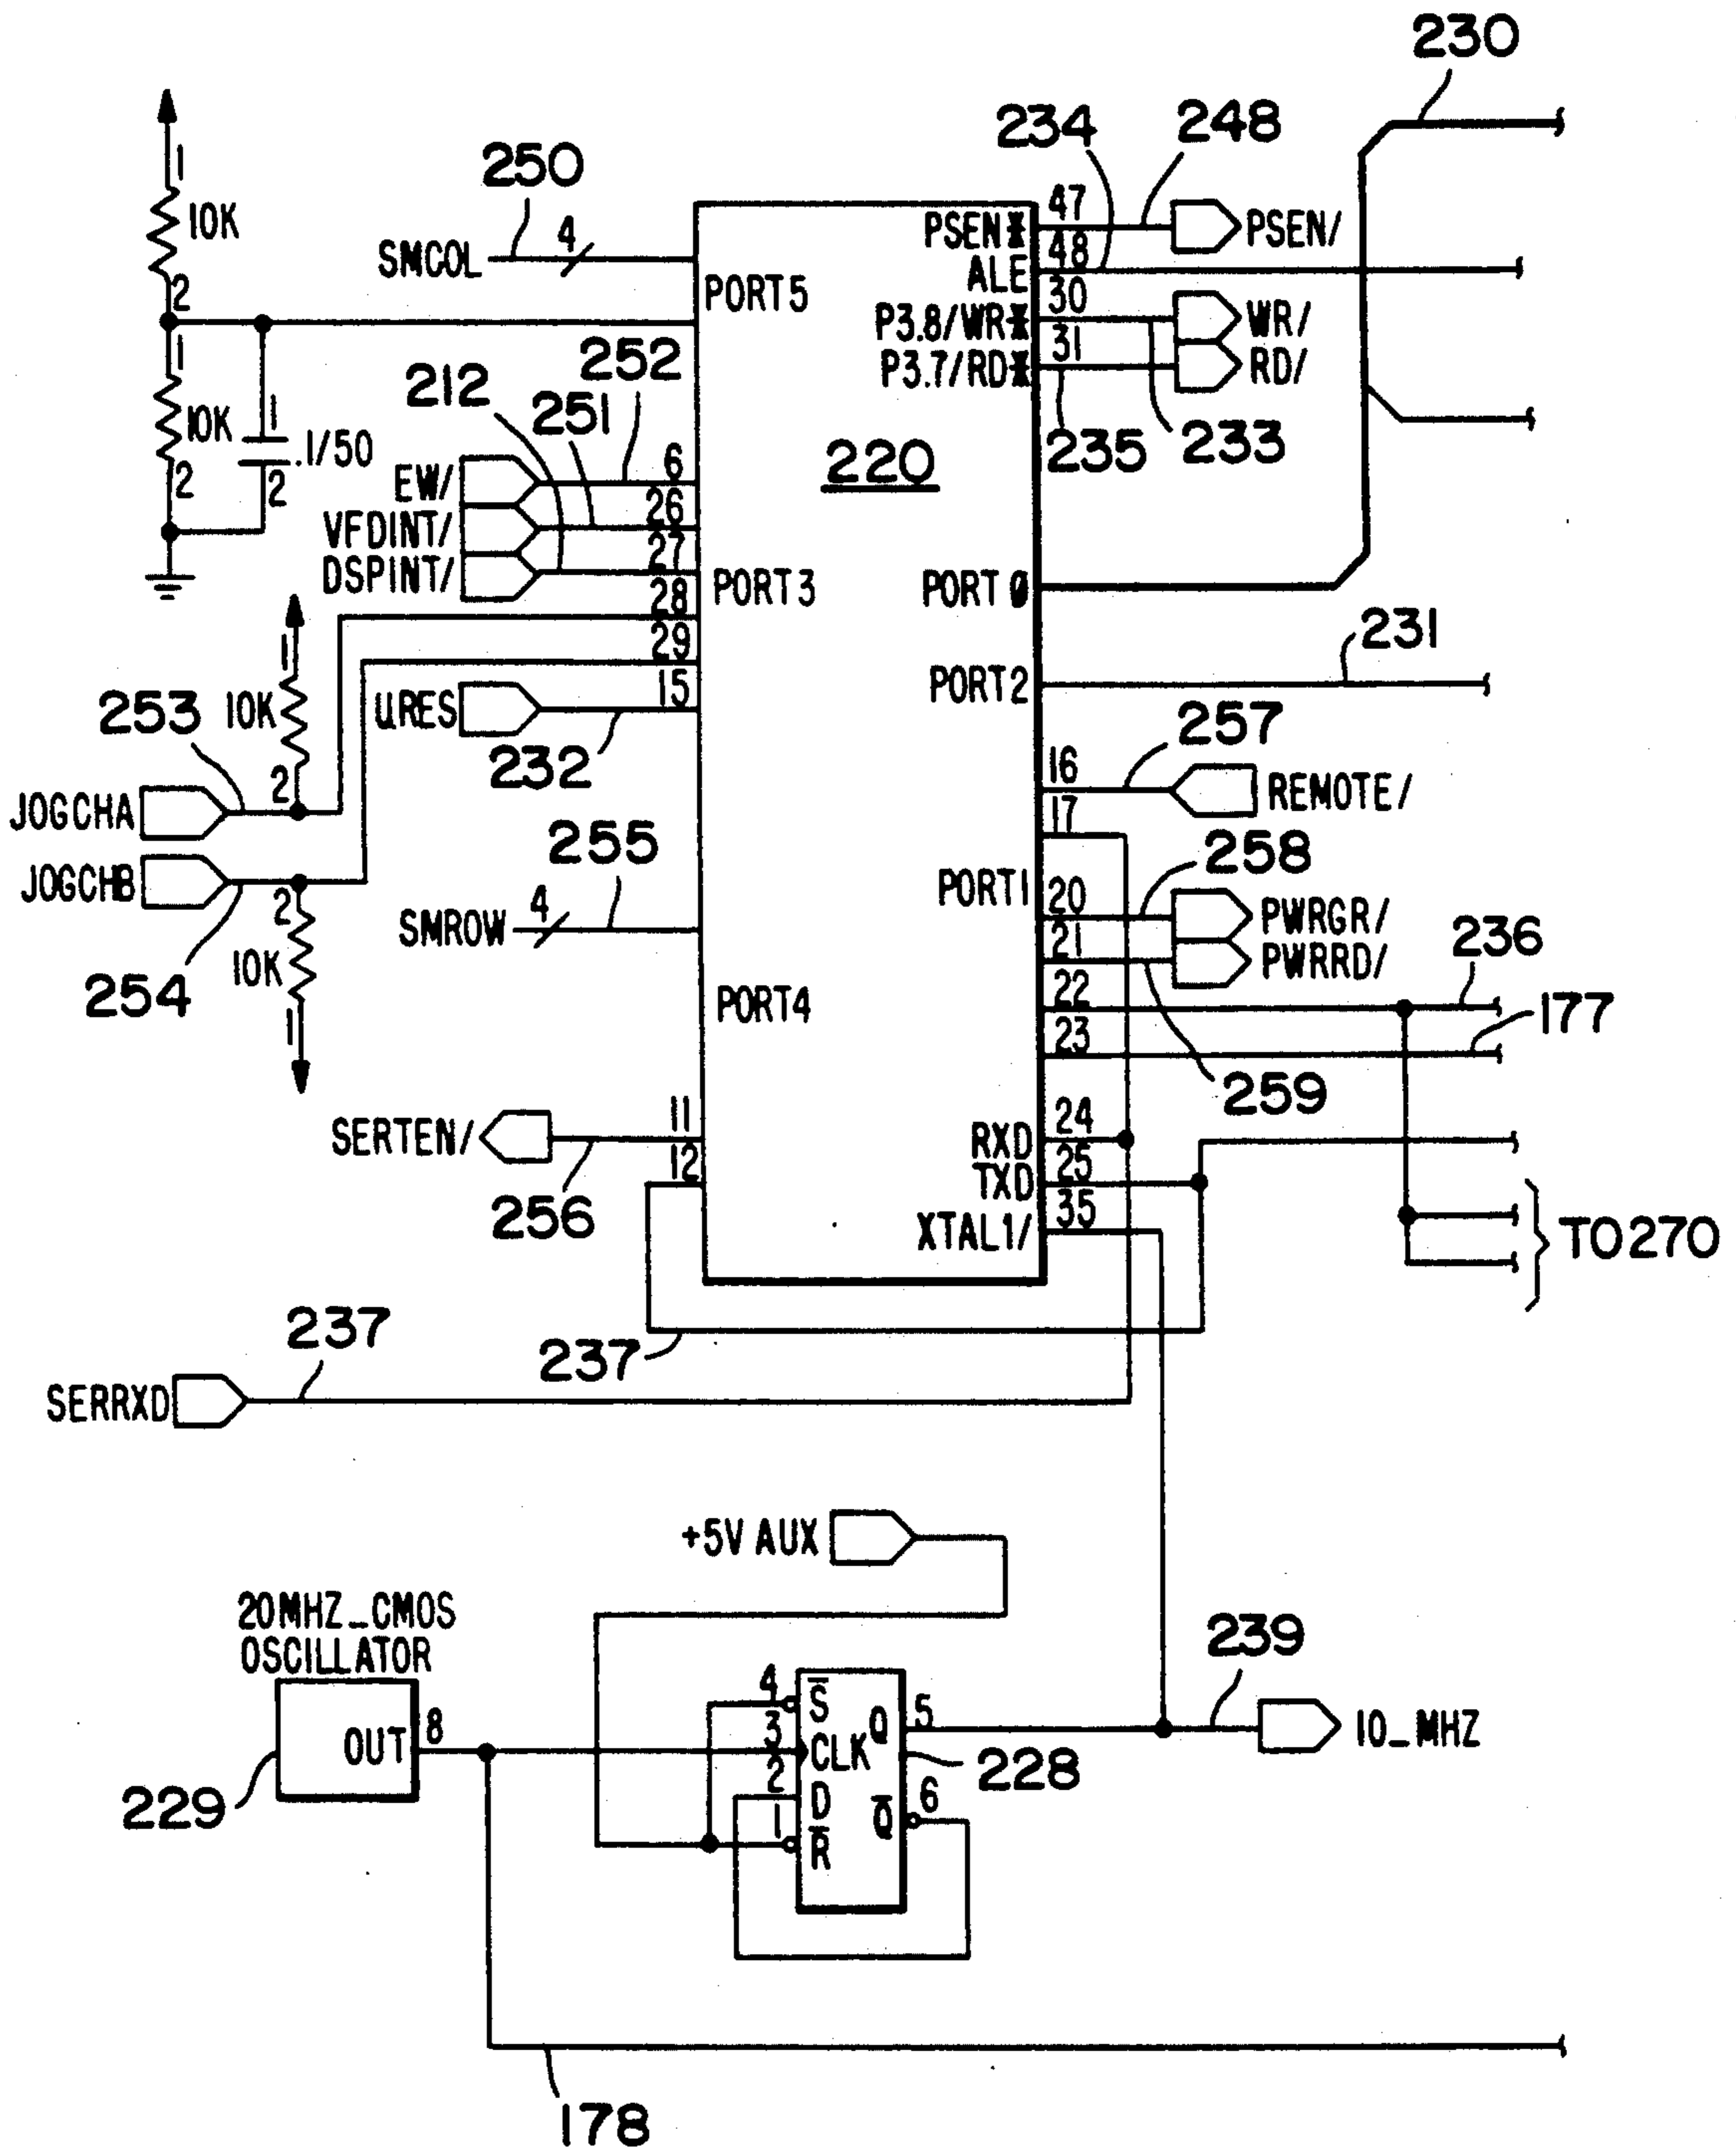 230
234
248
250
1
47
10K
PSEN* PSEN/
SMCOL 4
48
ALE
2
PORT5
30
P3.8/WR* WR/
252
31
P3.7/RD* RD/
1
212
251
10K
1
.1/50
220
235 233
2 2
EW/ 6
VFDINT/ 26
DSPINT/ 27
PORT3 PORT 0
28
1
29
231
253
10K
15
PORT2
URES
257
232
16
2
REMOTE/
JOGCHA
17
255
258
JOGCHB
PORT1
2
20
PWRGR/
SMROW 4
21
236
PWRRD/
10K
254
22
177
PORT4
1
23
259
11
24
SERTEN/
RXD
12
25
TXD
256
35
XTAL1/
TO 270
237
237
SERRXD
+5V AUX
20MHZ_CMOS
OSCILLATOR
239
4 S̅
5
3
Q
10_MHZ
OUT 8
CLK
228
2
D
6
229
1
Q̅
R̅
178